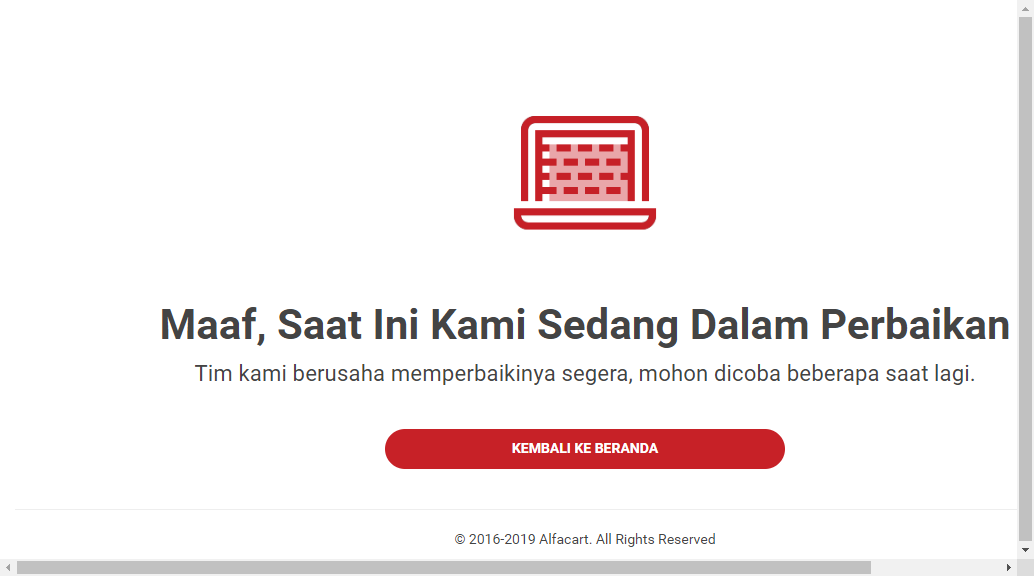 Maaf, Saat Ini Kami Sedang Dalam Perbaikan
Tim kami berusaha memperbaikinya segera, mohon dicoba beberapa saat lagi.
KEMBALI KE BERANDA
© 2016-2019 Alfacart. All Rights Reserved